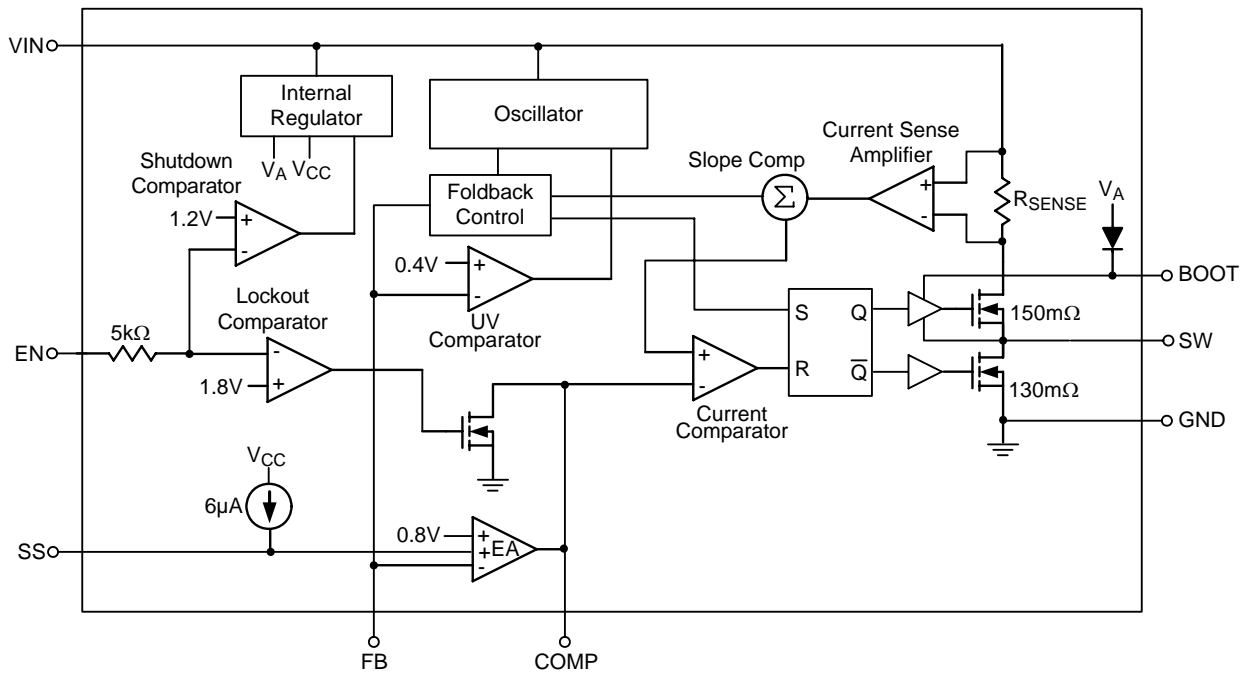 VIN
Internal
Regulator
Oscillator
Current Sense
Amplifier
Shutdown
Comparator
VA VCC
Slope Comp
Foldback
Control
Σ
+
-
RSENSE
VA
1.2V
+
-
0.4V
+
-
BOOT
Lockout
Comparator
UV
Comparator
S
Q
150mΩ
5kΩ
EN
SW
-
+
1.8V
+
-
R
Q̅
130mΩ
Current
Comparator
GND
VCC
6µA
0.8V
+
+
-
EA
SS
FB
COMP